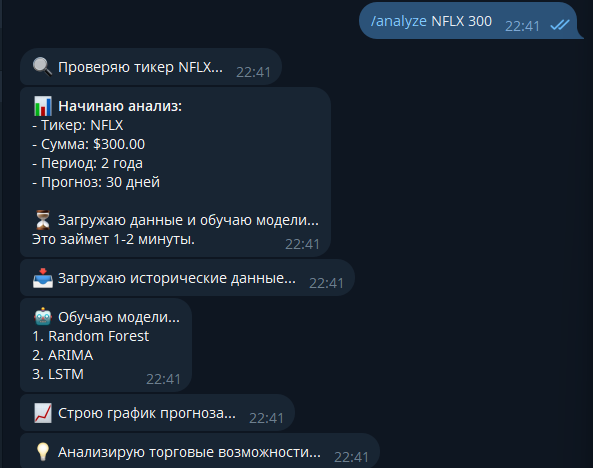 /analyze NFLX 300 22:41
🔍 Проверяю тикер NFLX... 22:41
📊 Начинаю анализ:
- Тикер: NFLX
- Сумма: $300.00
- Период: 2 года
- Прогноз: 30 дней
⏳ Загружаю данные и обучаю модели...
Это займет 1-2 минуты. 22:41
📥 Загружаю исторические данные... 22:41
🤖 Обучаю модели...
1. Random Forest
2. ARIMA
3. LSTM 22:41
📈 Строю график прогноза... 22:41
💡 Анализирую торговые возможности... 22:41